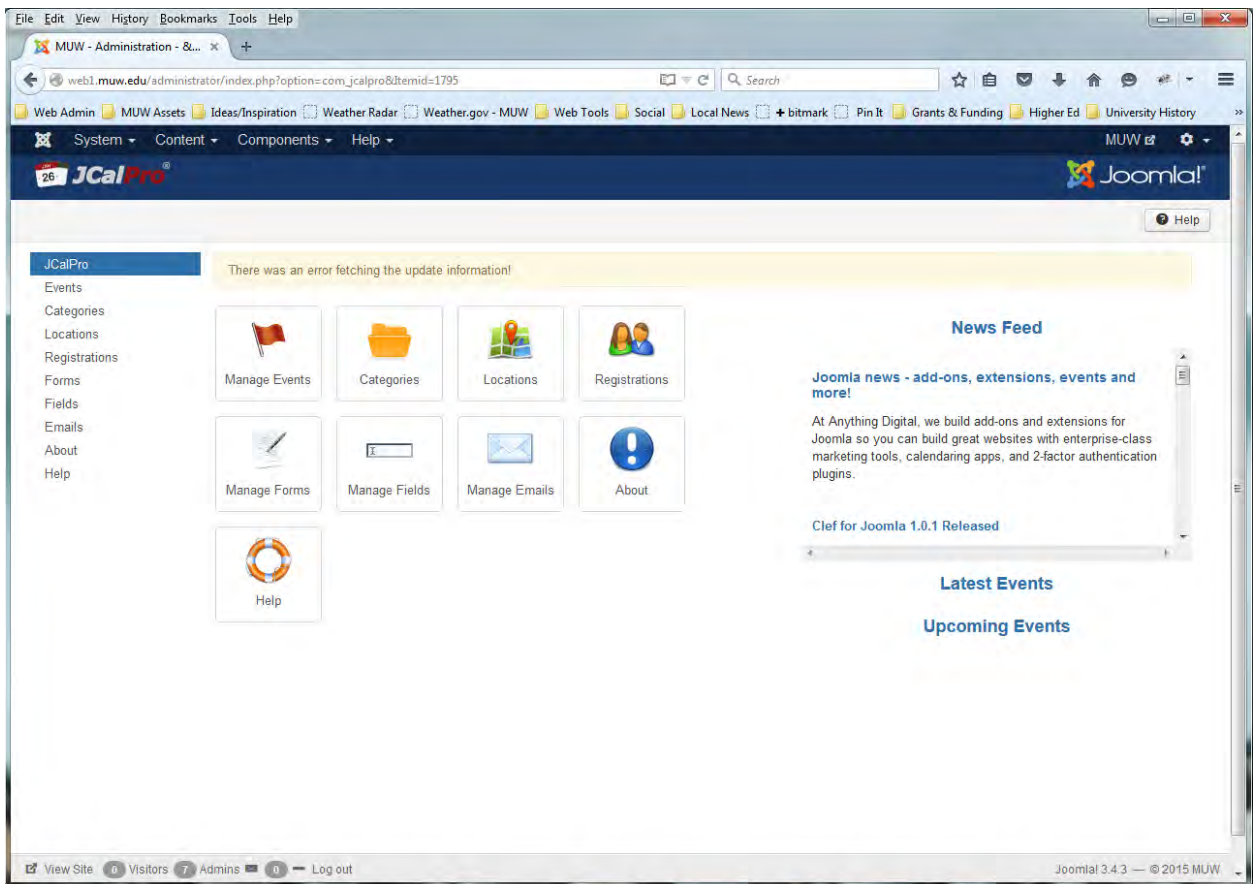 File Edit View History Bookmarks Tools Help
MUW - Administration - &... × +
web1.muw.edu/administrator/index.php?option=com_jcalpro&Itemid=1795 Search
Web Admin MUW Assets Ideas/Inspiration Weather Radar Weather.gov - MUW Web Tools Social Local News + bitmark Pin It Grants & Funding Higher Ed University History »
System Content Components Help MUW
26 JCalPro® Joomla!®
Help
JCalPro
Events
Categories
Locations
Registrations
Forms
Fields
Emails
About
Help
There was an error fetching the update information!
Manage Events Categories Locations Registrations
Manage Forms Manage Fields Manage Emails About
Help
News Feed
Joomla news - add-ons, extensions, events and
more!
At Anything Digital, we build add-ons and extensions for
Joomla so you can build great websites with enterprise-class
marketing tools, calendaring apps, and 2-factor authentication
plugins.
Clef for Joomla 1.0.1 Released
Latest Events
Upcoming Events
View Site 0 Visitors 7 Admins 0 Log out Joomla! 3.4.3 — © 2015 MUW